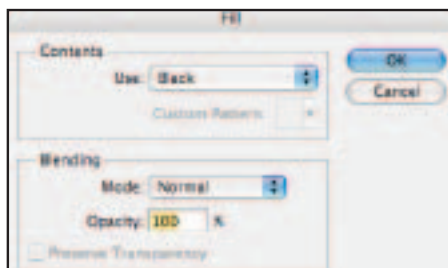 Fill
Contents
Use: Black
OK
Cancel
Custom Pattern:
Blending
Mode: Normal
Opacity: 100 %
Preserve Transparency